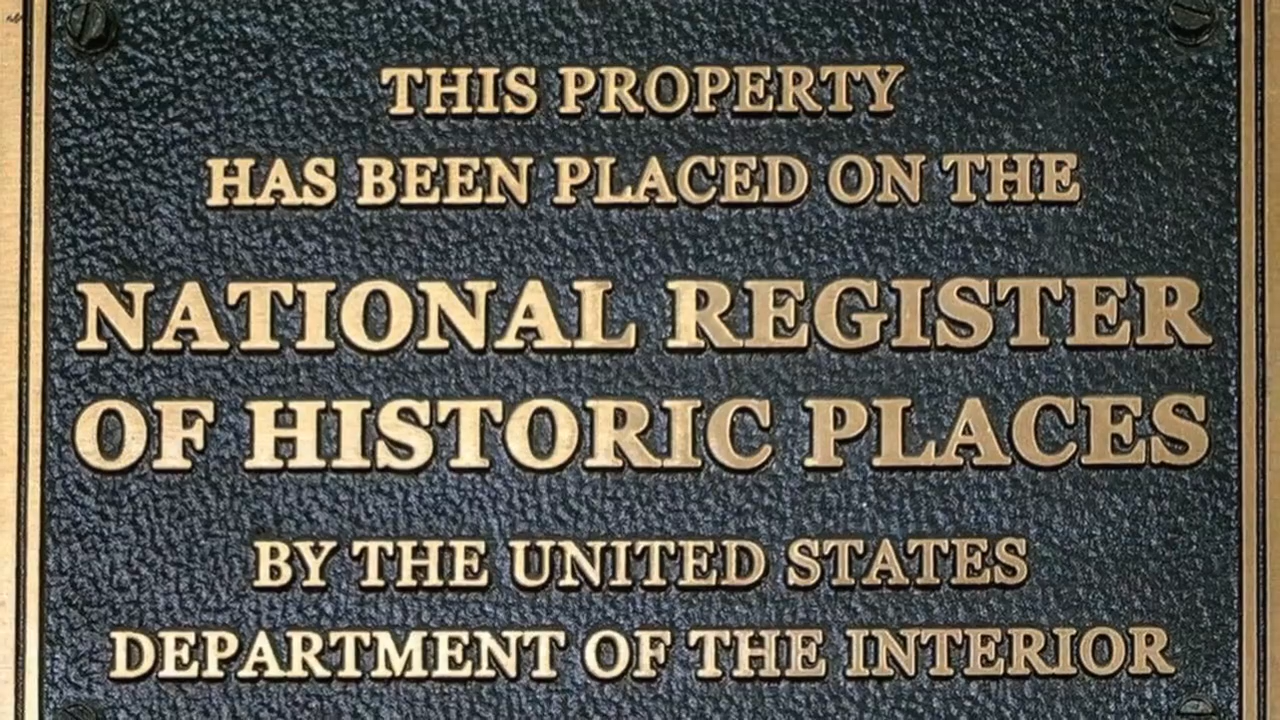 THIS PROPERTY
HAS BEEN PLACED ON THE
NATIONAL REGISTER
OF HISTORIC PLACES
BY THE UNITED STATES
DEPARTMENT OF THE INTERIOR